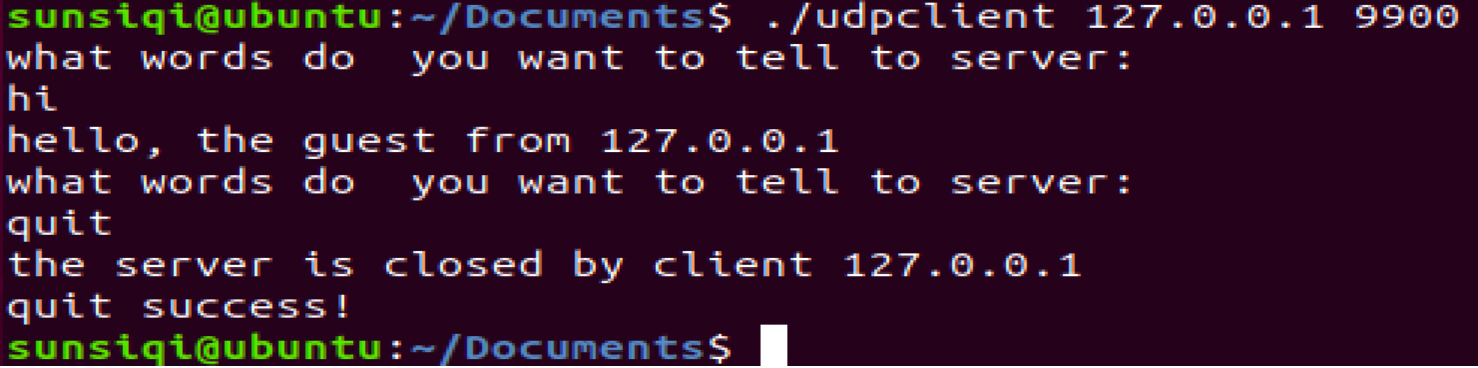 sunsiqi@ubuntu:~/Documents$ ./udpclient 127.0.0.1 9900
what words do  you want to tell to server:
hi
hello, the guest from 127.0.0.1
what words do  you want to tell to server:
quit
the server is closed by client 127.0.0.1
quit success!
sunsiqi@ubuntu:~/Documents$